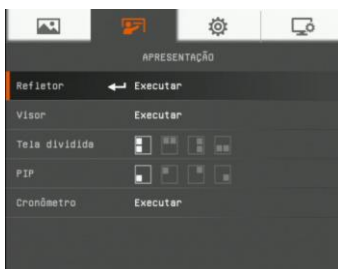 APRESENTAÇÃO
Refletor Executar
Visor Executar
Tela dividida
PIP
Cronômetro Executar